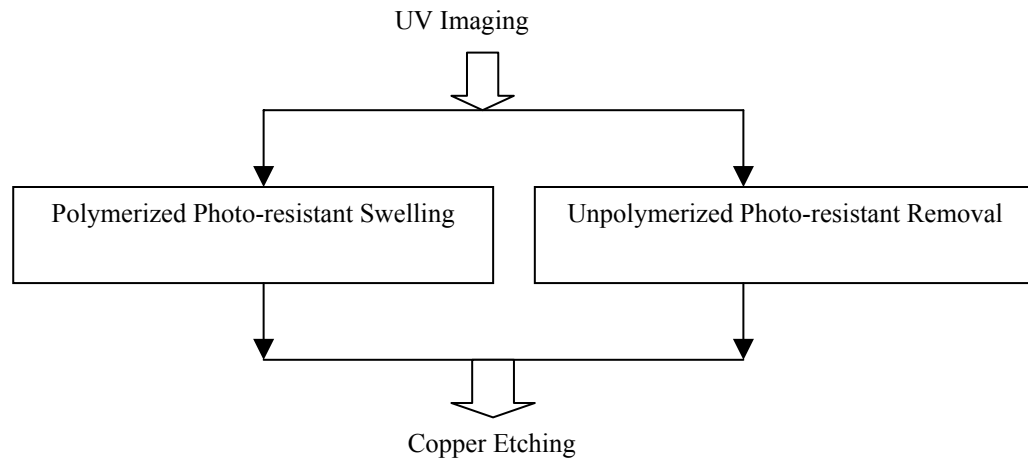 UV Imaging
Polymerized Photo-resistant Swelling
Unpolymerized Photo-resistant Removal
Copper Etching